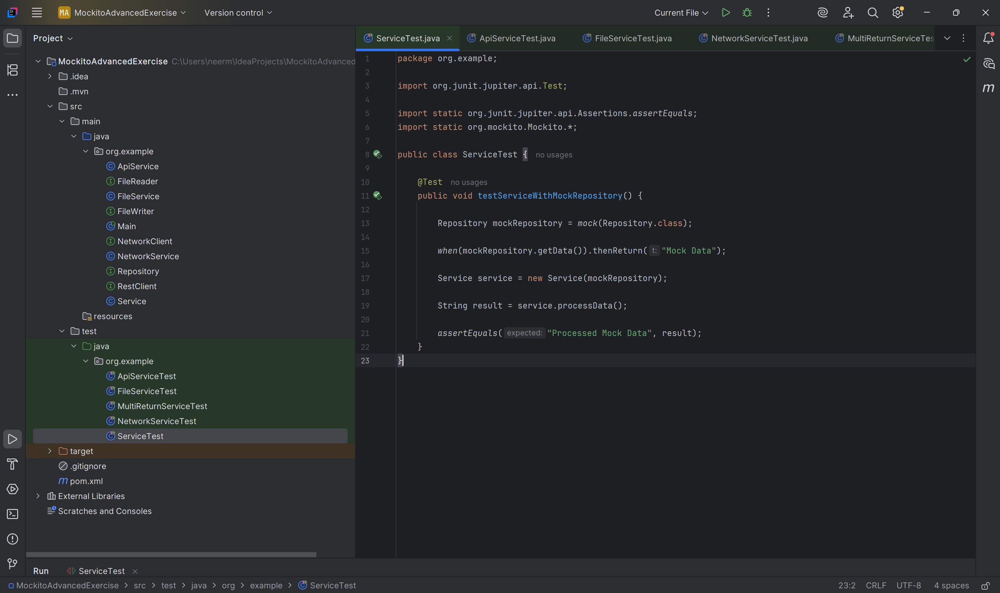 MA MockitoAdvancedExercise Version control Current File
Project
MockitoAdvancedExercise C:\Users\neerm\IdeaProjects\MockitoAdvanced
.idea
.mvn
src
main
java
org.example
ApiService
FileReader
FileService
FileWriter
Main
NetworkClient
NetworkService
Repository
RestClient
Service
resources
test
java
org.example
ApiServiceTest
FileServiceTest
MultiReturnServiceTest
NetworkServiceTest
ServiceTest
target
.gitignore
pom.xml
External Libraries
Scratches and Consoles
ServiceTest.java ApiServiceTest.java FileServiceTest.java NetworkServiceTest.java MultiReturnServiceTes
1 package org.example;
2
3 import org.junit.jupiter.api.Test;
4
5 import static org.junit.jupiter.api.Assertions.assertEquals;
6 import static org.mockito.Mockito.*;
7
8 public class ServiceTest { no usages
9
10 @Test no usages
11 public void testServiceWithMockRepository() {
12
13 Repository mockRepository = mock(Repository.class);
14
15 when(mockRepository.getData()).thenReturn( t: "Mock Data");
16
17 Service service = new Service(mockRepository);
18
19 String result = service.processData();
20
21 assertEquals( expected: "Processed Mock Data", result);
22 }
23 }
Run ServiceTest
MockitoAdvancedExercise > src > test > java > org > example > ServiceTest 23:2 CRLF UTF-8 4 spaces